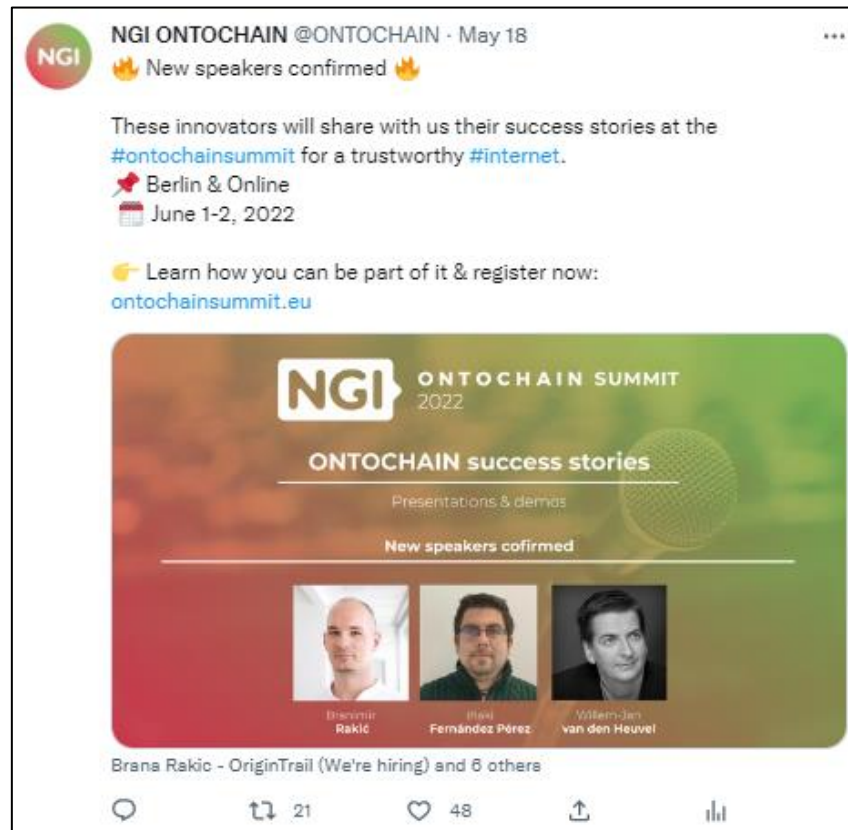 NGI ONTOCHAIN @ONTOCHAIN · May 18
NGI
🔥 New speakers confirmed 🔥
These innovators will share with us their success stories at the
#ontochainsummit for a trustworthy #internet.
📌 Berlin & Online
🗓 June 1-2, 2022
👉 Learn how you can be part of it & register now:
ontochainsummit.eu
NGI ONTOCHAIN SUMMIT
2022
ONTOCHAIN success stories
Presentations & demos
New speakers cofirmed
Branimir
Rakić
Iñaki
Fernández Pérez
Willem-Jan
van den Heuvel
Brana Rakic - OriginTrail (We're hiring) and 6 others
21
48